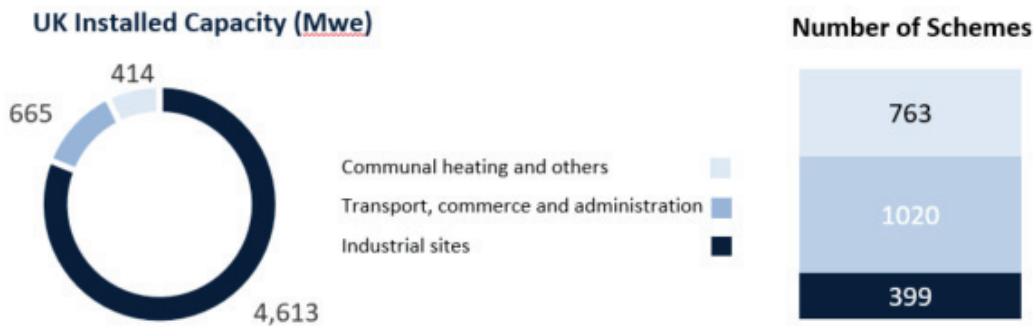 UK Installed Capacity (Mwe)
414
665
4,613
Communal heating and others
Transport, commerce and administration
Industrial sites
Number of Schemes
763
1020
399